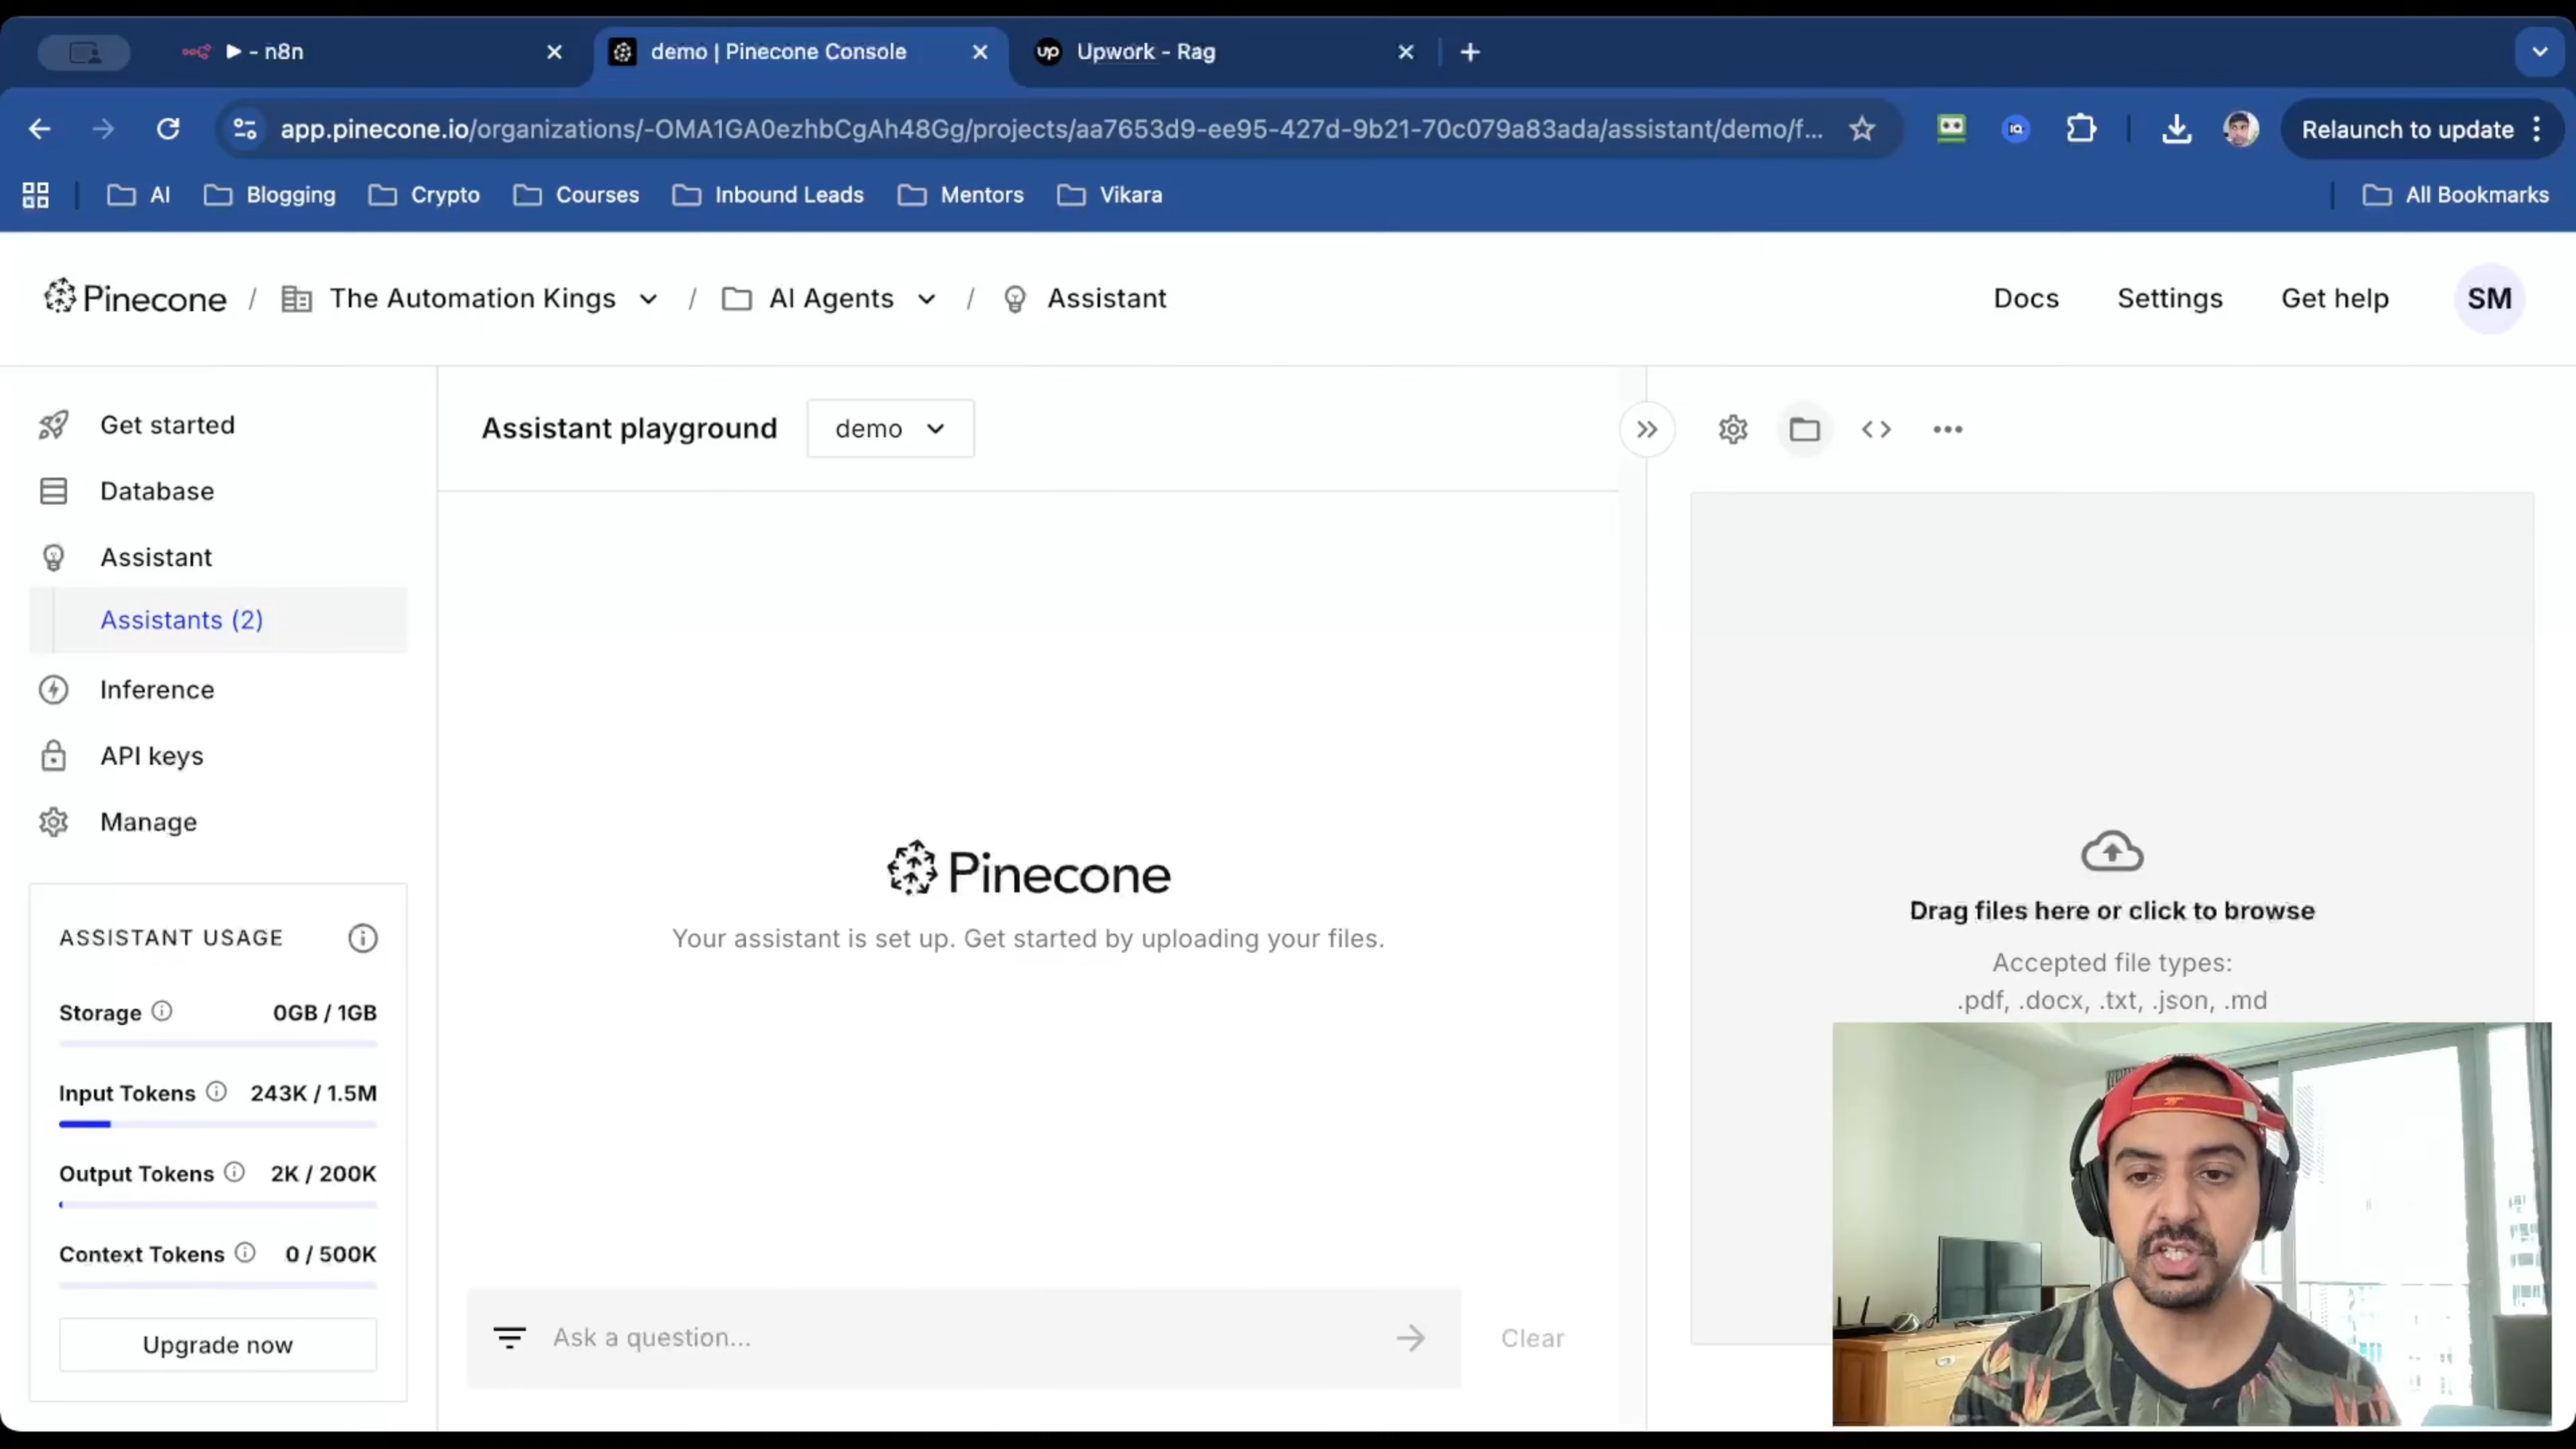 - n8n
demo | Pinecone Console
Upwork - Rag
app.pinecone.io/organizations/-OMA1GA0ezhbCgAh48Gg/projects/aa7653d9-ee95-427d-9b21-70c079a83ada/assistant/demo/f...
IQ
Relaunch to update
AI
Blogging
Crypto
Courses
Inbound Leads
Mentors
Vikara
All Bookmarks
Pinecone / The Automation Kings / AI Agents / Assistant
Docs
Settings
Get help
SM
Get started
Database
Assistant
Assistants (2)
Inference
API keys
Manage
ASSISTANT USAGE
Storage 0GB / 1GB
Input Tokens 243K / 1.5M
Output Tokens 2K / 200K
Context Tokens 0 / 500K
Upgrade now
Assistant playground
demo
Pinecone
Your assistant is set up. Get started by uploading your files.
Ask a question...
Clear
Drag files here or click to browse
Accepted file types:
.pdf, .docx, .txt, .json, .md